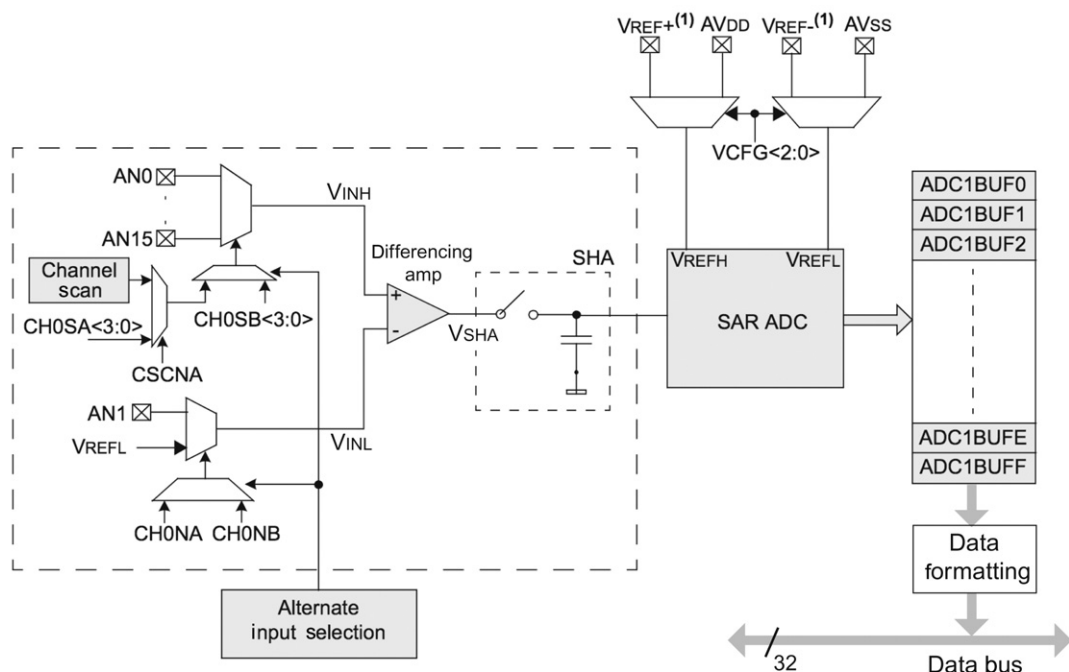 VREF+(1) AVDD VREF-(1) AVSS
VCFG<2:0>
AN0
AN15
VINH
Channel
scan
CH0SA<3:0>
CSCNA
CH0SB<3:0>
Differencing
amp
+
-
VSHA
SHA
AN1
VREFL
VINL
CH0NA CH0NB
Alternate
input selection
VREFH VREFL
SAR ADC
ADC1BUF0
ADC1BUF1
ADC1BUF2
ADC1BUFE
ADC1BUFF
Data
formatting
32
Data bus